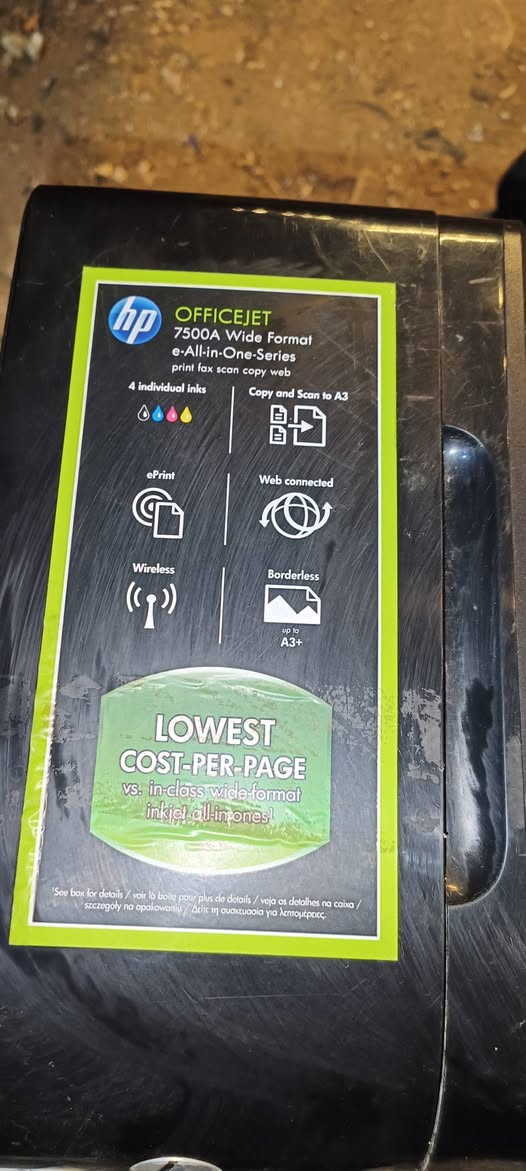 hp
OFFICEJET
7500A Wide Format
e-All-in-One-Series
print fax scan copy web
4 individual inks
Copy and Scan to A3
ePrint
Web connected
Wireless
Borderless
up to
A3+
LOWEST
COST-PER-PAGE
vs. in-class wide-format
inkjet all-in-ones¹
¹See box for details / voir la boîte pour plus de détails / veja os detalhes na caixa /
szczegóły na opakowaniu / Δείτε τη συσκευασία για λεπτομέρειες.